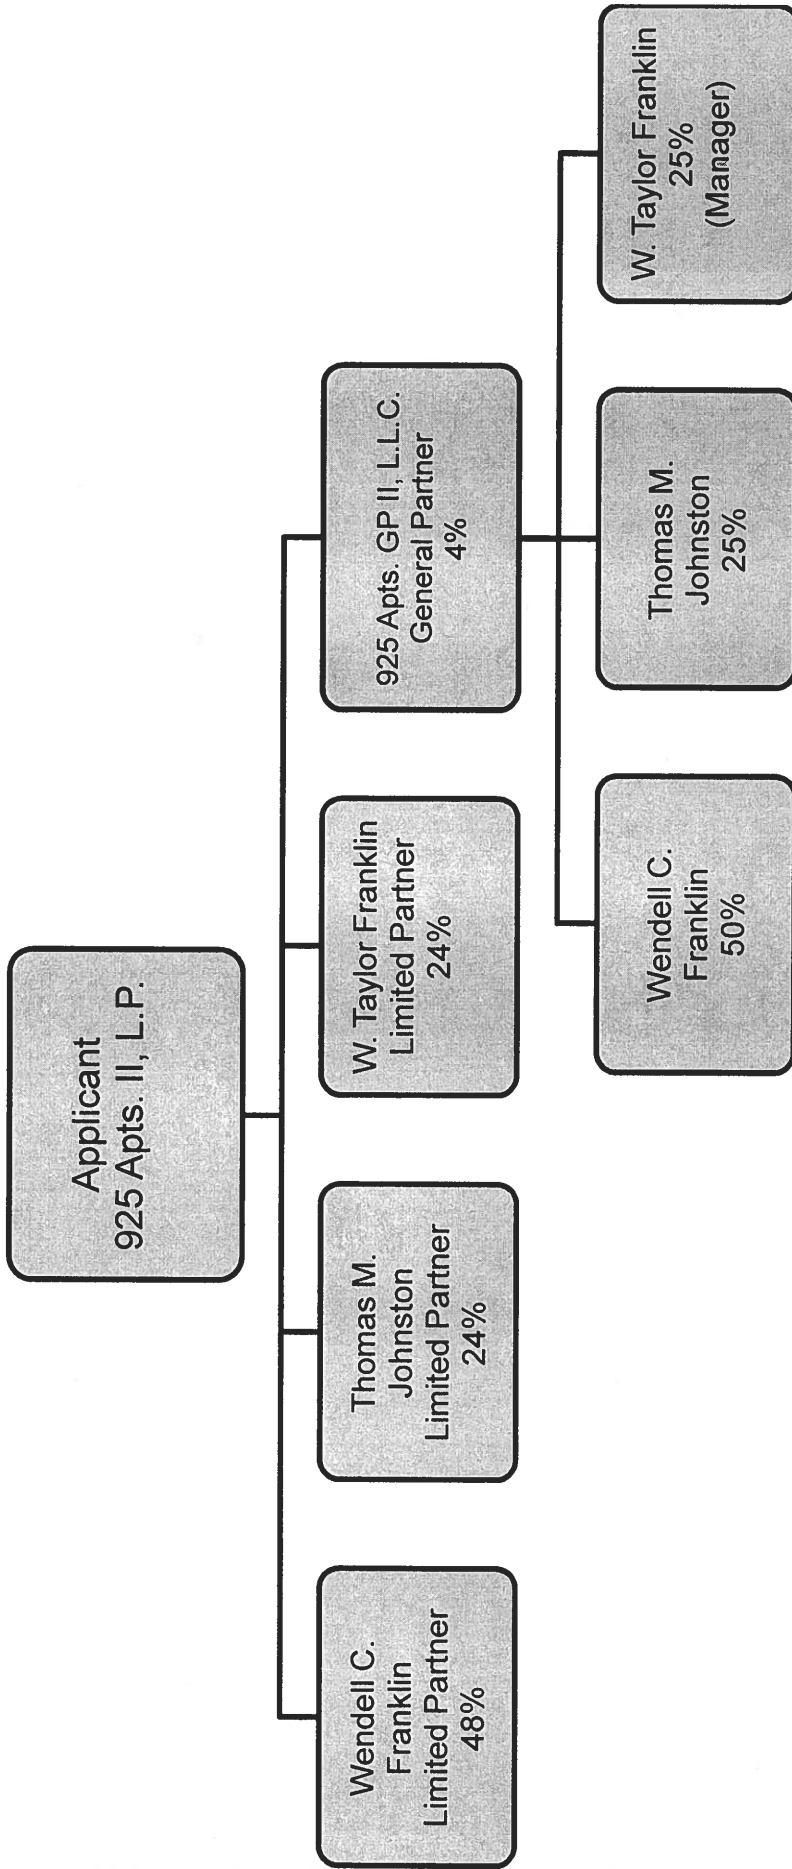 Applicant
925 Apts. II, L.P.
Wendell C.
Franklin
Limited Partner
48%
Thomas M.
Johnston
Limited Partner
24%
W. Taylor Franklin
Limited Partner
24%
925 Apts. GP II, L.L.C.
General Partner
4%
Wendell C.
Franklin
50%
Thomas M.
Johnston
25%
W. Taylor Franklin
25%
(Manager)